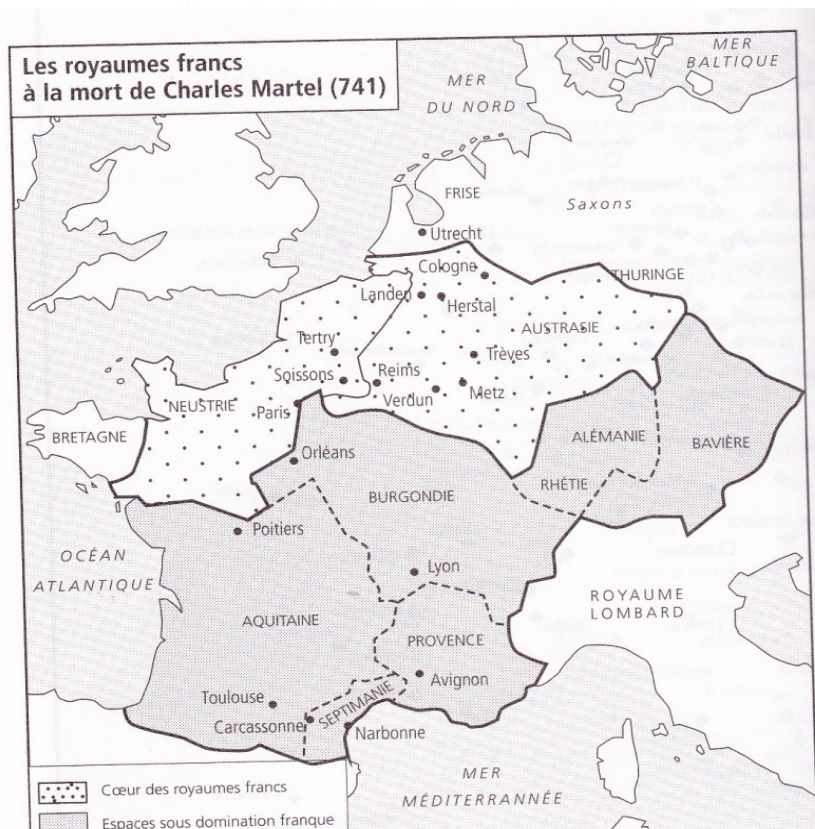 Les royaumes francs
à la mort de Charles Martel (741)
MER
BALTIQUE
MER
DU NORD
FRISE
Saxons
Utrecht
Cologne
THURINGE
Landen
Herstal
AUSTRASIE
Tertry
Trèves
Soissons
Reims
Verdun
Metz
NEUSTRIE
Paris
BRETAGNE
ALÉMANIE
BAVIÈRE
Orléans
RHÉTIE
BURGONDIE
Poitiers
OCÉAN
ATLANTIQUE
Lyon
ROYAUME
LOMBARD
AQUITAINE
PROVENCE
Avignon
SEPTIMANIE
Toulouse
Carcassonne
Narbonne
MER
MÉDITERRANNÉE
Cœur des royaumes francs
Espaces sous domination franque